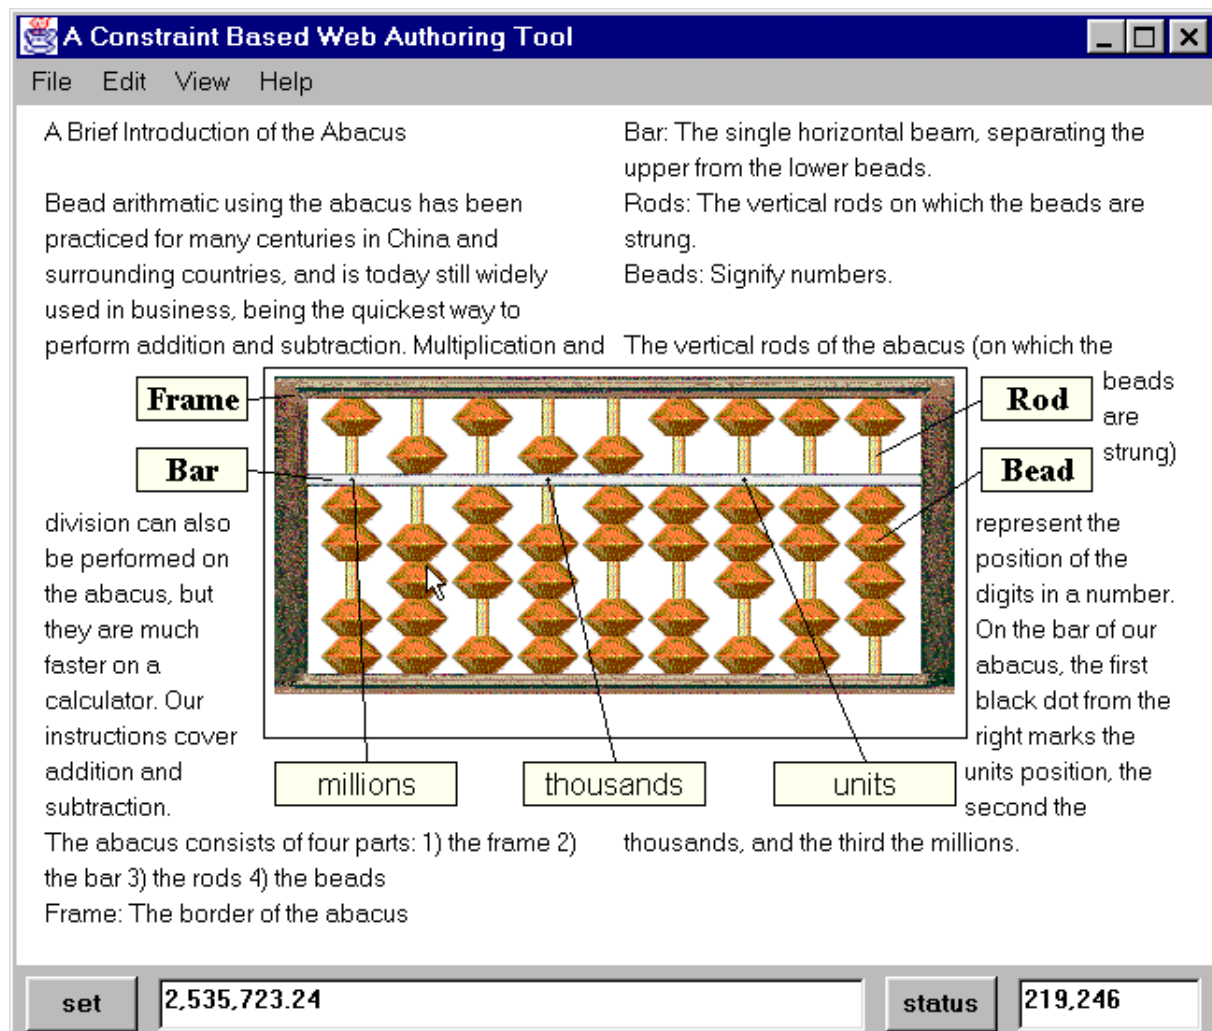 A Constraint Based Web Authoring Tool
File Edit View Help
A Brief Introduction of the Abacus
Bead arithmatic using the abacus has been
practiced for many centuries in China and
surrounding countries, and is today still widely
used in business, being the quickest way to
perform addition and subtraction. Multiplication and
Frame
Bar
division can also
be performed on
the abacus, but
they are much
faster on a
calculator. Our
instructions cover
addition and
subtraction.
The abacus consists of four parts: 1) the frame 2)
the bar 3) the rods 4) the beads
Frame: The border of the abacus
Bar: The single horizontal beam, separating the
upper from the lower beads.
Rods: The vertical rods on which the beads are
strung.
Beads: Signify numbers.
The vertical rods of the abacus (on which the
Rod
Bead
beads
are
strung)
represent the
position of the
digits in a number.
On the bar of our
abacus, the first
black dot from the
right marks the
units position, the
second the
thousands, and the third the millions.
millions
thousands
units
set
2,535,723.24
status
219,246